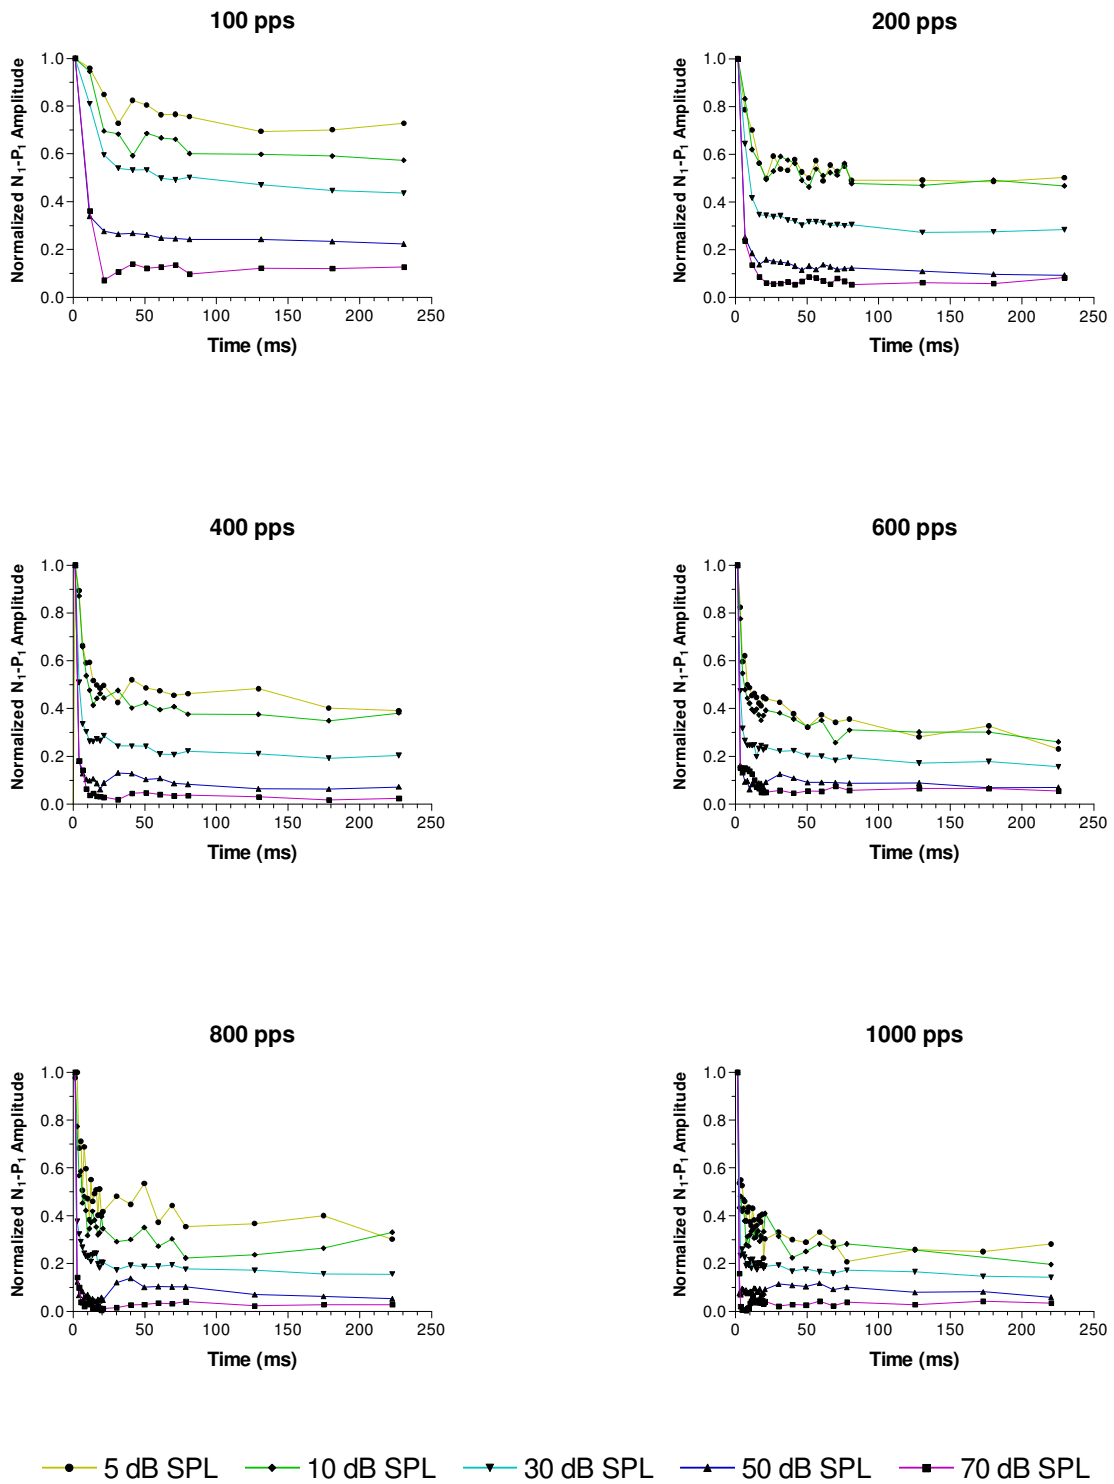 100 pps
200 pps
Normalized N₁-P₁ Amplitude
1.0
0.8
0.6
0.4
0.2
0.0
0 50 100 150 200 250
Time (ms)
Normalized N₁-P₁ Amplitude
1.0
0.8
0.6
0.4
0.2
0.0
0 50 100 150 200 250
Time (ms)
400 pps
600 pps
Normalized N₁-P₁ Amplitude
1.0
0.8
0.6
0.4
0.2
0.0
0 50 100 150 200 250
Time (ms)
Normalized N₁-P₁ Amplitude
1.0
0.8
0.6
0.4
0.2
0.0
0 50 100 150 200 250
Time (ms)
800 pps
1000 pps
Normalized N₁-P₁ Amplitude
1.0
0.8
0.6
0.4
0.2
0.0
0 50 100 150 200 250
Time (ms)
Normalized N₁-P₁ Amplitude
1.0
0.8
0.6
0.4
0.2
0.0
0 50 100 150 200 250
Time (ms)
5 dB SPL 10 dB SPL 30 dB SPL 50 dB SPL 70 dB SPL